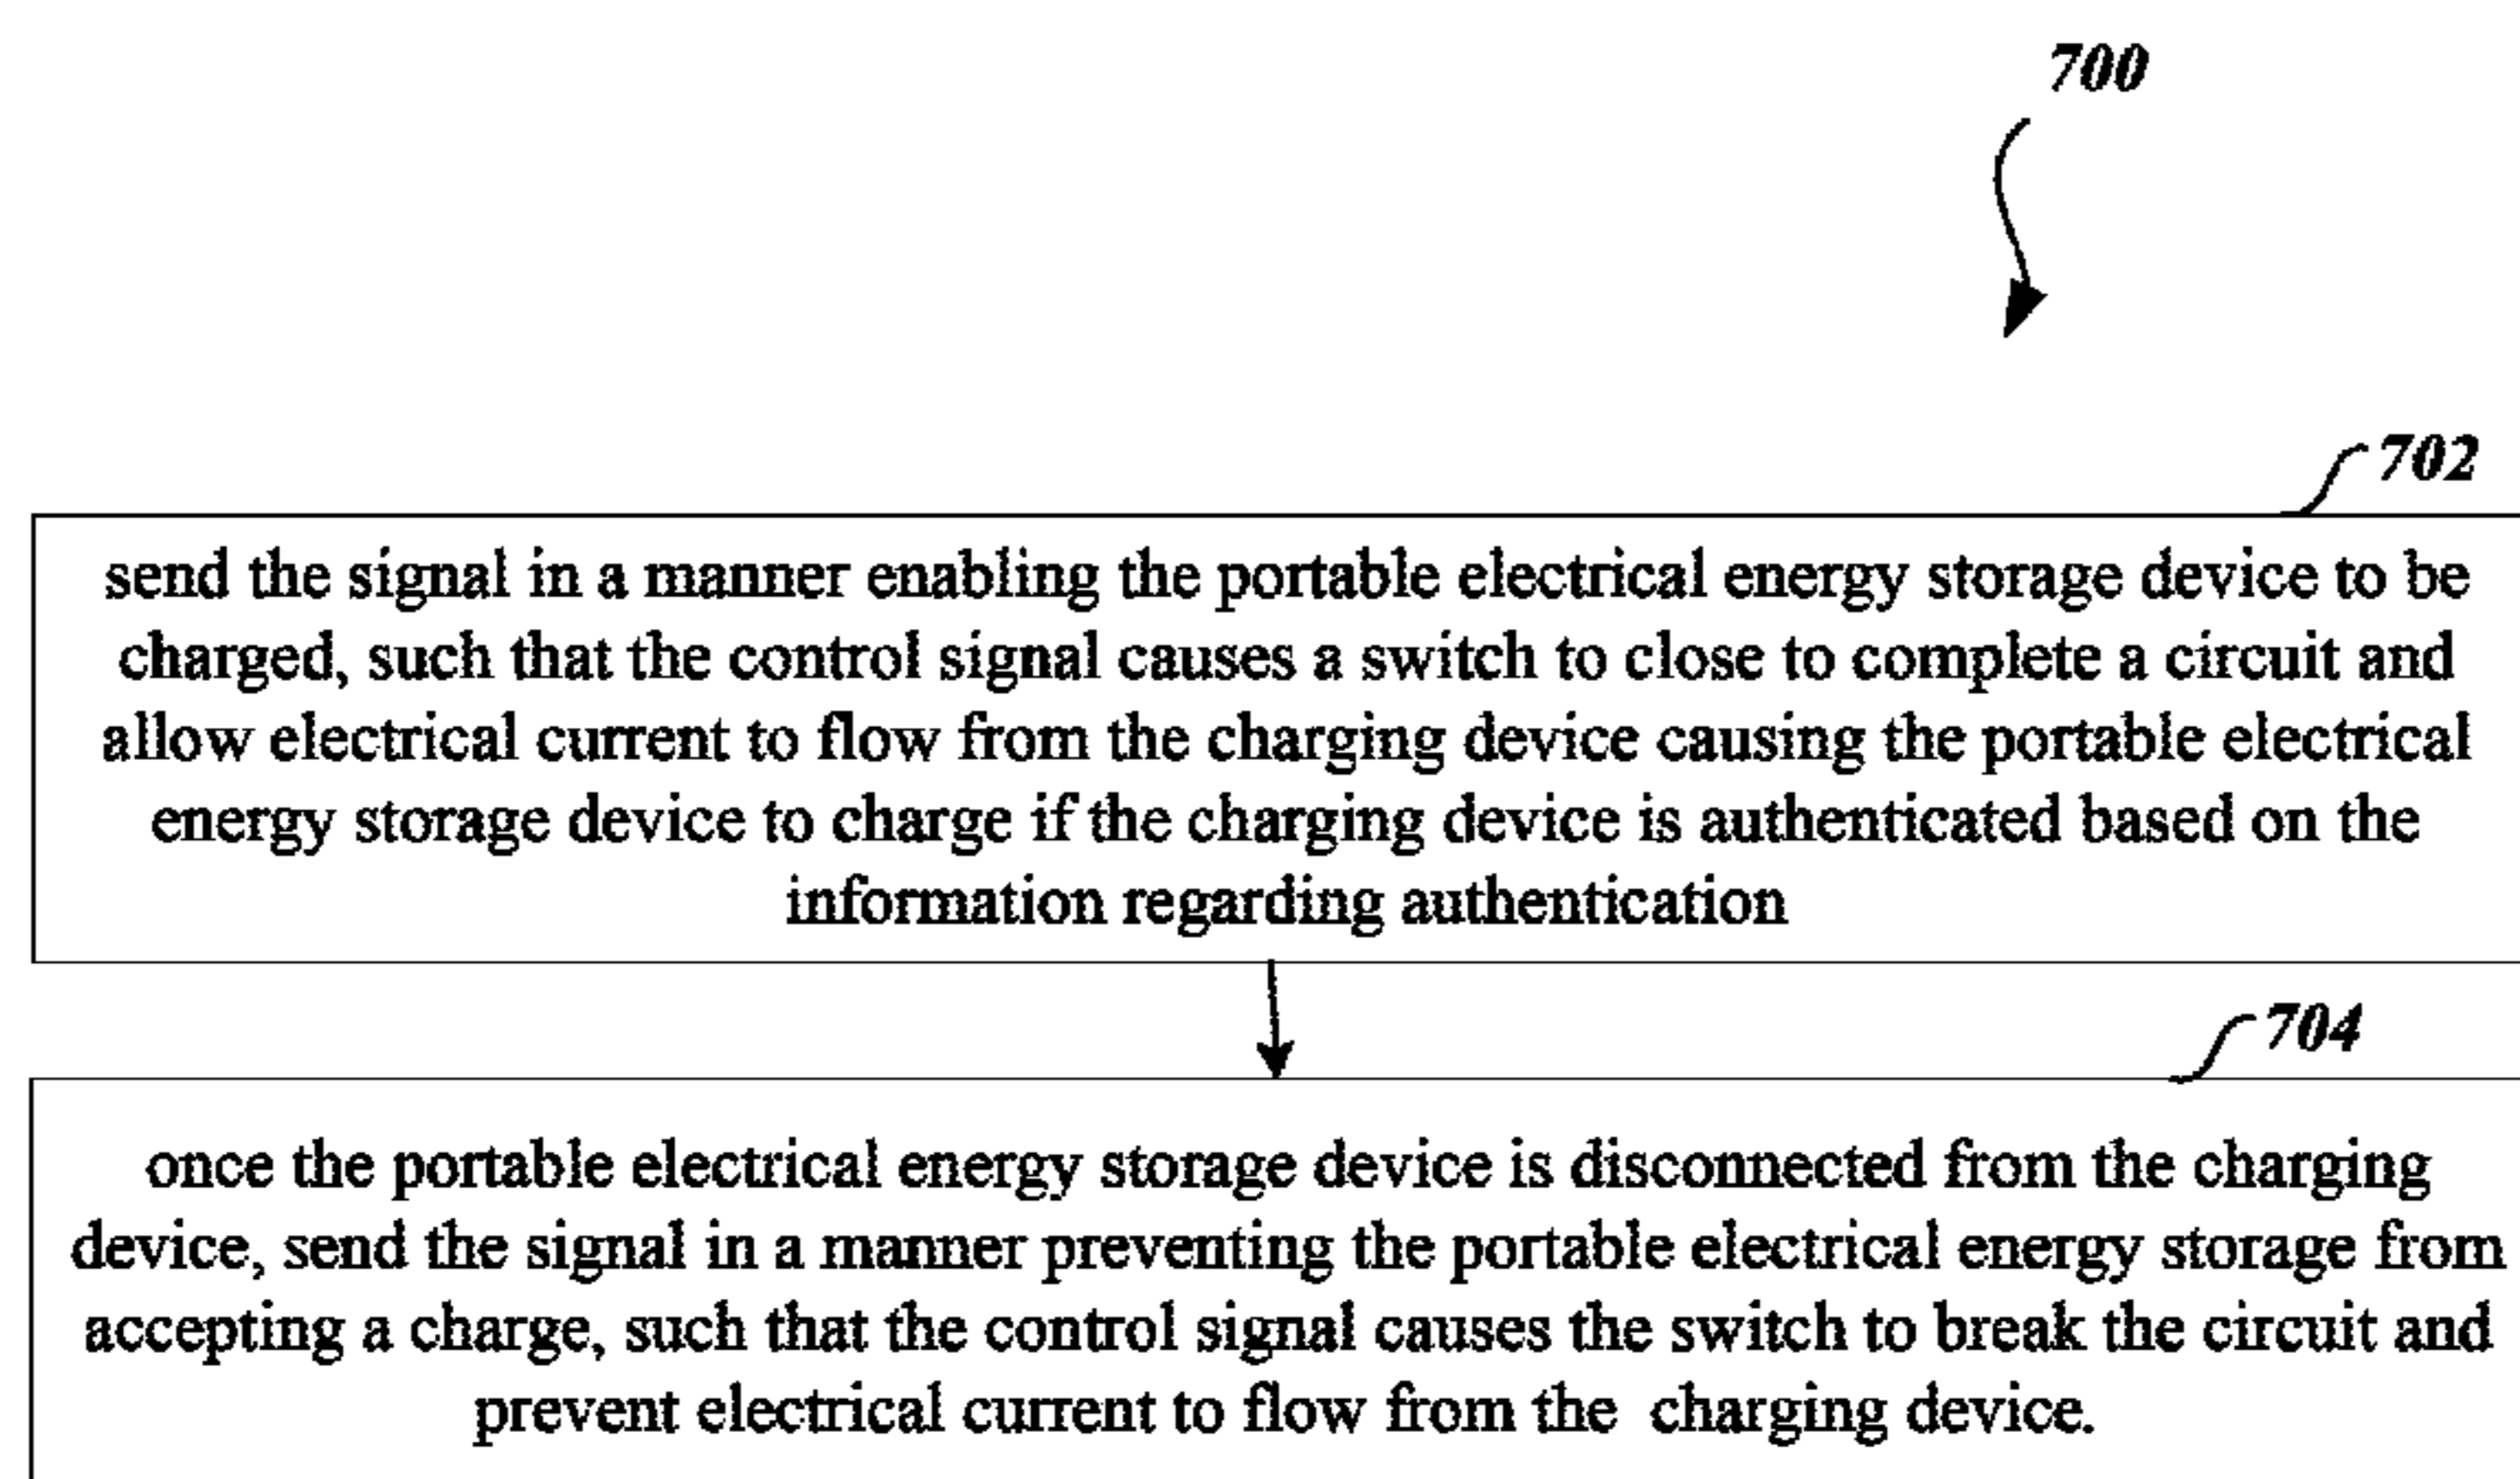 700
702
send the signal in a manner enabling the portable electrical energy storage device to be
charged, such that the control signal causes a switch to close to complete a circuit and
allow electrical current to flow from the charging device causing the portable electrical
energy storage device to charge if the charging device is authenticated based on the
information regarding authentication
704
once the portable electrical energy storage device is disconnected from the charging
device, send the signal in a manner preventing the portable electrical energy storage from
accepting a charge, such that the control signal causes the switch to break the circuit and
prevent electrical current to flow from the charging device.